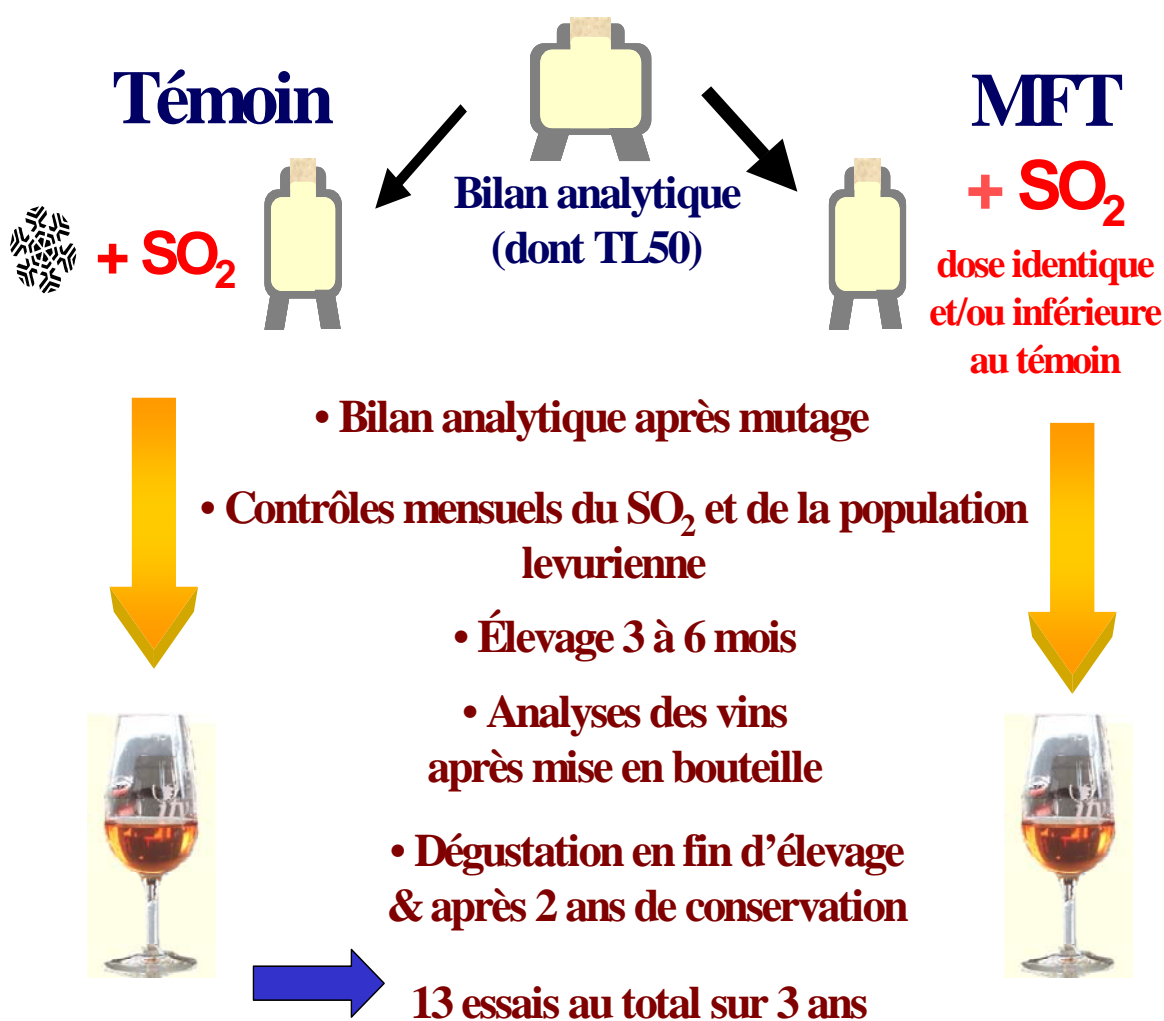 Témoin
MFT
Bilan analytique
(dont TL50)
+ SO₂
+ SO₂
dose identique
et/ou inférieure
au témoin
• Bilan analytique après mutage
• Contrôles mensuels du SO₂ et de la population
levurienne
• Élevage 3 à 6 mois
• Analyses des vins
après mise en bouteille
• Dégustation en fin d’élevage
& après 2 ans de conservation
13 essais au total sur 3 ans